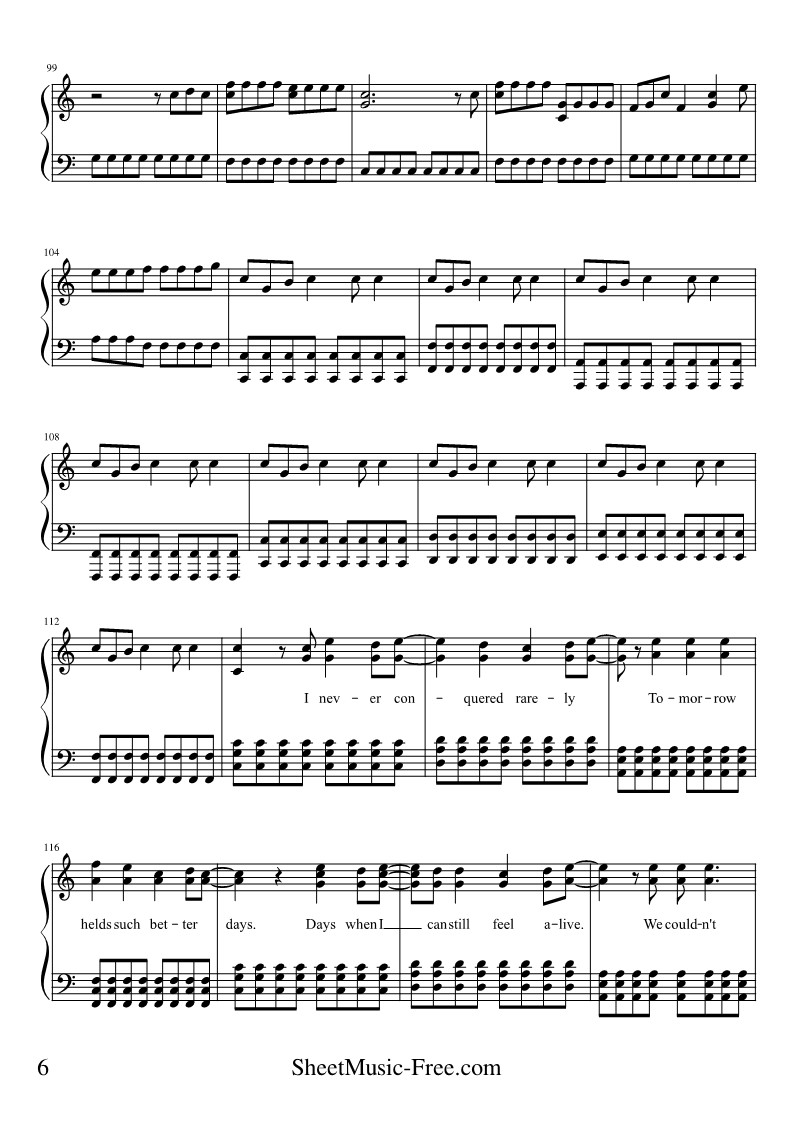 99
104
108
112
I nev - er con - quered rare - ly To - mor - row
116
helds such bet - ter days. Days when I____ can still feel a - live. We could - n't
6 SheetMusic-Free.com